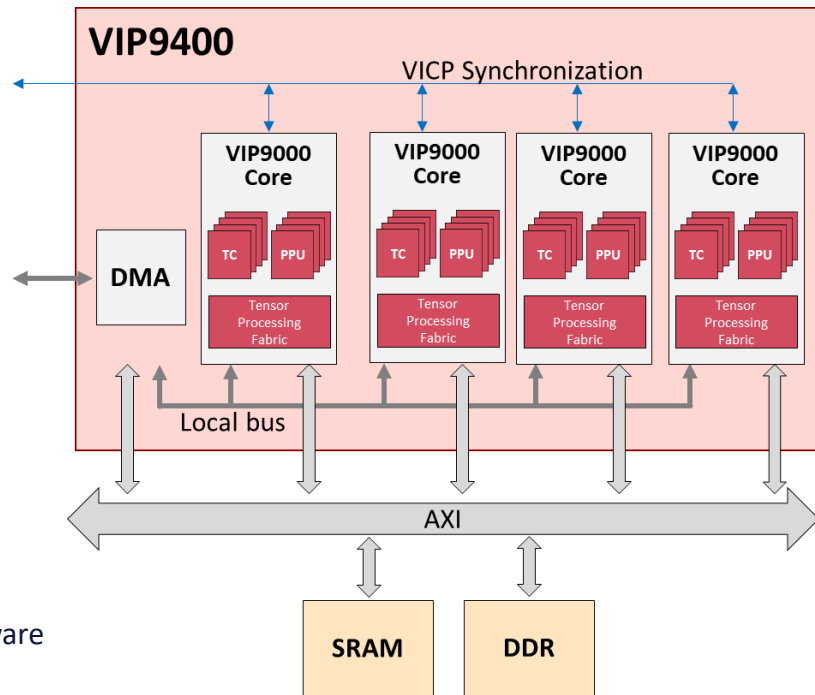 VIP9400
VICP Synchronization
VIP9000
Core
TC
PPU
Tensor
Processing
Fabric
VIP9000
Core
TC
PPU
Tensor
Processing
Fabric
VIP9000
Core
TC
PPU
Tensor
Processing
Fabric
VIP9000
Core
TC
PPU
Tensor
Processing
Fabric
DMA
Local bus
AXI
SRAM
DDR